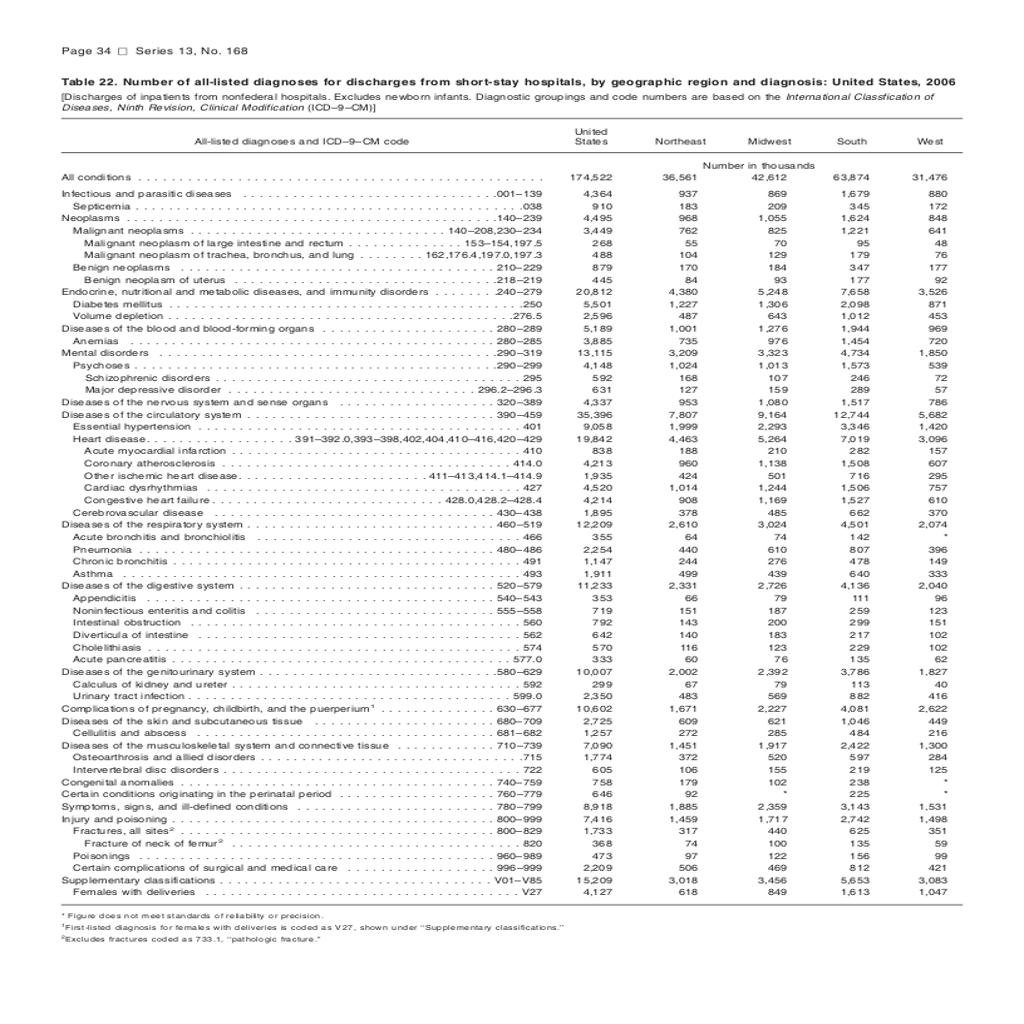 Page 34 □ Series 13, No. 168
Table 22. Number of all-listed diagnoses for discharges from short-stay hospitals, by geographic region and diagnosis: United States, 2006
[Discharges of inpatients from nonfederal hospitals. Excludes newborn infants. Diagnostic groupings and code numbers are based on the International Classfication of
Diseases, Ninth Revision, Clinical Modification (ICD–9–CM)]
All-listed diagnoses and ICD–9–CM code United States Northeast Midwest South West
Number in thousands
All conditions 174,522 36,561 42,612 63,874 31,476
Infectious and parasitic diseases .001–139 4,364 937 869 1,679 880
Septicemia .038 910 183 209 345 172
Neoplasms .140–239 4,495 968 1,055 1,624 848
Malignant neoplasms 140–208,230–234 3,449 762 825 1,221 641
Malignant neoplasm of large intestine and rectum 153–154,197.5 268 55 70 95 48
Malignant neoplasm of trachea, bronchus, and lung 162,176.4,197.0,197.3 488 104 129 179 76
Benign neoplasms 210–229 879 170 184 347 177
Benign neoplasm of uterus .218–219 445 84 93 177 92
Endocrine, nutritional and metabolic diseases, and immunity disorders .240–279 20,812 4,380 5,248 7,658 3,526
Diabetes mellitus .250 5,501 1,227 1,306 2,098 871
Volume depletion .276.5 2,596 487 643 1,012 453
Diseases of the blood and blood-forming organs 280–289 5,189 1,001 1,276 1,944 969
Anemias 280–285 3,885 735 976 1,454 720
Mental disorders .290–319 13,115 3,209 3,323 4,734 1,850
Psychoses .290–299 4,148 1,024 1,013 1,573 539
Schizophrenic disorders 295 592 168 107 246 72
Major depressive disorder 296.2–296.3 631 127 159 289 57
Diseases of the nervous system and sense organs 320–389 4,337 953 1,080 1,517 786
Diseases of the circulatory system 390–459 35,396 7,807 9,164 12,744 5,682
Essential hypertension 401 9,058 1,999 2,293 3,346 1,420
Heart disease 391–392.0,393–398,402,404,410–416,420–429 19,842 4,463 5,264 7,019 3,096
Acute myocardial infarction 410 838 188 210 282 157
Coronary atherosclerosis 414.0 4,213 960 1,138 1,508 607
Other ischemic heart disease 411–413,414.1–414.9 1,935 424 501 716 295
Cardiac dysrhythmias 427 4,520 1,014 1,244 1,506 757
Congestive heart failure 428.0,428.2–428.4 4,214 908 1,169 1,527 610
Cerebrovascular disease 430–438 1,895 378 485 662 370
Diseases of the respiratory system 460–519 12,209 2,610 3,024 4,501 2,074
Acute bronchitis and bronchiolitis 466 355 64 74 142 *
Pneumonia 480–486 2,254 440 610 807 396
Chronic bronchitis 491 1,147 244 276 478 149
Asthma 493 1,911 499 439 640 333
Diseases of the digestive system 520–579 11,233 2,331 2,726 4,136 2,040
Appendicitis 540–543 353 66 79 111 96
Noninfectious enteritis and colitis 555–558 719 151 187 259 123
Intestinal obstruction 560 792 143 200 299 151
Diverticula of intestine 562 642 140 183 217 102
Cholelithiasis 574 570 116 123 229 102
Acute pancreatitis 577.0 333 60 76 135 62
Diseases of the genitourinary system .580–629 10,007 2,002 2,392 3,786 1,827
Calculus of kidney and ureter 592 299 67 79 113 40
Urinary tract infection 599.0 2,350 483 569 882 416
Complications of pregnancy, childbirth, and the puerperium¹ 630–677 10,602 1,671 2,227 4,081 2,622
Diseases of the skin and subcutaneous tissue 680–709 2,725 609 621 1,046 449
Cellulitis and abscess 681–682 1,257 272 285 484 216
Diseases of the musculoskeletal system and connective tissue 710–739 7,090 1,451 1,917 2,422 1,300
Osteoarthrosis and allied disorders .715 1,774 372 520 597 284
Intervertebral disc disorders 722 605 106 155 219 125
Congenital anomalies 740–759 758 179 102 238 *
Certain conditions originating in the perinatal period 760–779 646 92 * 225 *
Symptoms, signs, and ill-defined conditions 780–799 8,918 1,885 2,359 3,143 1,531
Injury and poisoning 800–999 7,416 1,459 1,717 2,742 1,498
Fractures, all sites² 800–829 1,733 317 440 625 351
Fracture of neck of femur² 820 368 74 100 135 59
Poisonings 960–989 473 97 122 156 99
Certain complications of surgical and medical care 996–999 2,209 506 469 812 421
Supplementary classifications V01–V85 15,209 3,018 3,456 5,653 3,083
Females with deliveries V27 4,127 618 849 1,613 1,047
* Figure does not meet standards of reliability or precision.
¹First-listed diagnosis for females with deliveries is coded as V27, shown under "Supplementary classifications."
²Excludes fractures coded as 733.1, "pathologic fracture."